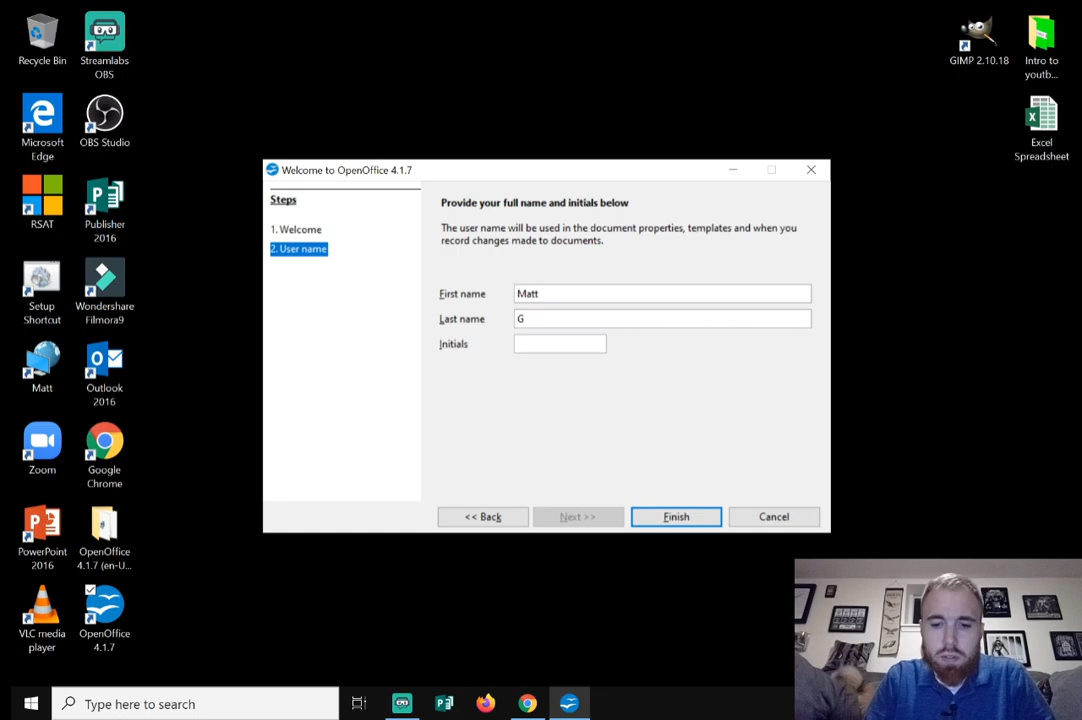 Recycle Bin
Streamlabs
OBS
Microsoft
Edge
OBS Studio
RSAT
Publisher
2016
Setup
Shortcut
Wondershare
Filmora9
Matt
Outlook
2016
Zoom
Google
Chrome
PowerPoint
2016
OpenOffice
4.1.7 (en-U...
VLC media
player
OpenOffice
4.1.7
GIMP 2.10.18
Intro to
youtb...
Excel
Spreadsheet
Welcome to OpenOffice 4.1.7
Steps
1. Welcome
2. User name
Provide your full name and initials below
The user name will be used in the document properties, templates and when you
record changes made to documents.
First name
Matt
Last name
G
Initials
<< Back
Next >>
Finish
Cancel
Type here to search